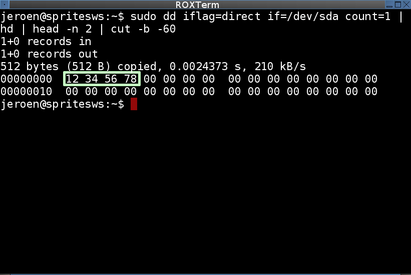 ROXTerm
jeroen@spritesws:~$ sudo dd iflag=direct if=/dev/sda count=1 |
hd | head -n 2 | cut -b -60
1+0 records in
1+0 records out
512 bytes (512 B) copied, 0.0024373 s, 210 kB/s
00000000  12 34 56 78 00 00 00 00  00 00 00 00 00 00 00 00
00000010  00 00 00 00 00 00 00 00  00 00 00 00 00 00 00 00
jeroen@spritesws:~$